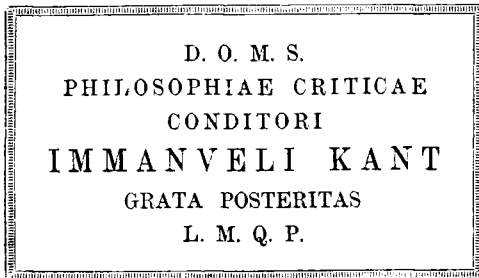 D. O. M. S.
PHILOSOPHIAE CRITICAE
CONDITORI
IMMANVELI KANT
GRATA POSTERITAS
L. M. Q. P.